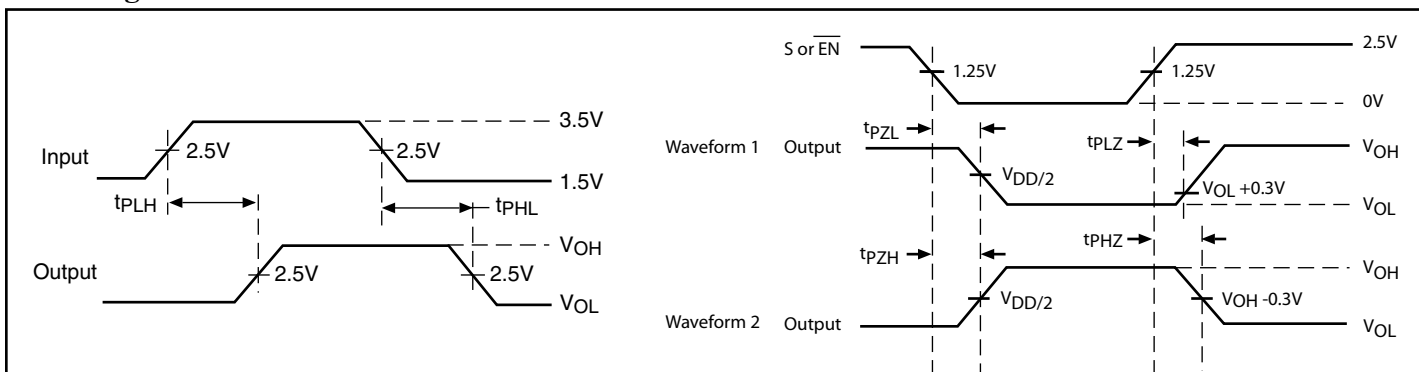 3.5V
Input
2.5V
2.5V
1.5V
tPLH
tPHL
VOH
Output
2.5V
2.5V
VOL
S or EN
2.5V
1.25V
1.25V
0V
tPZL
tPLZ
Waveform 1 Output
VOH
VDD/2
VOL +0.3V
VOL
tPZH
tPHZ
VOH
VDD/2
VOH -0.3V
Waveform 2 Output
VOL